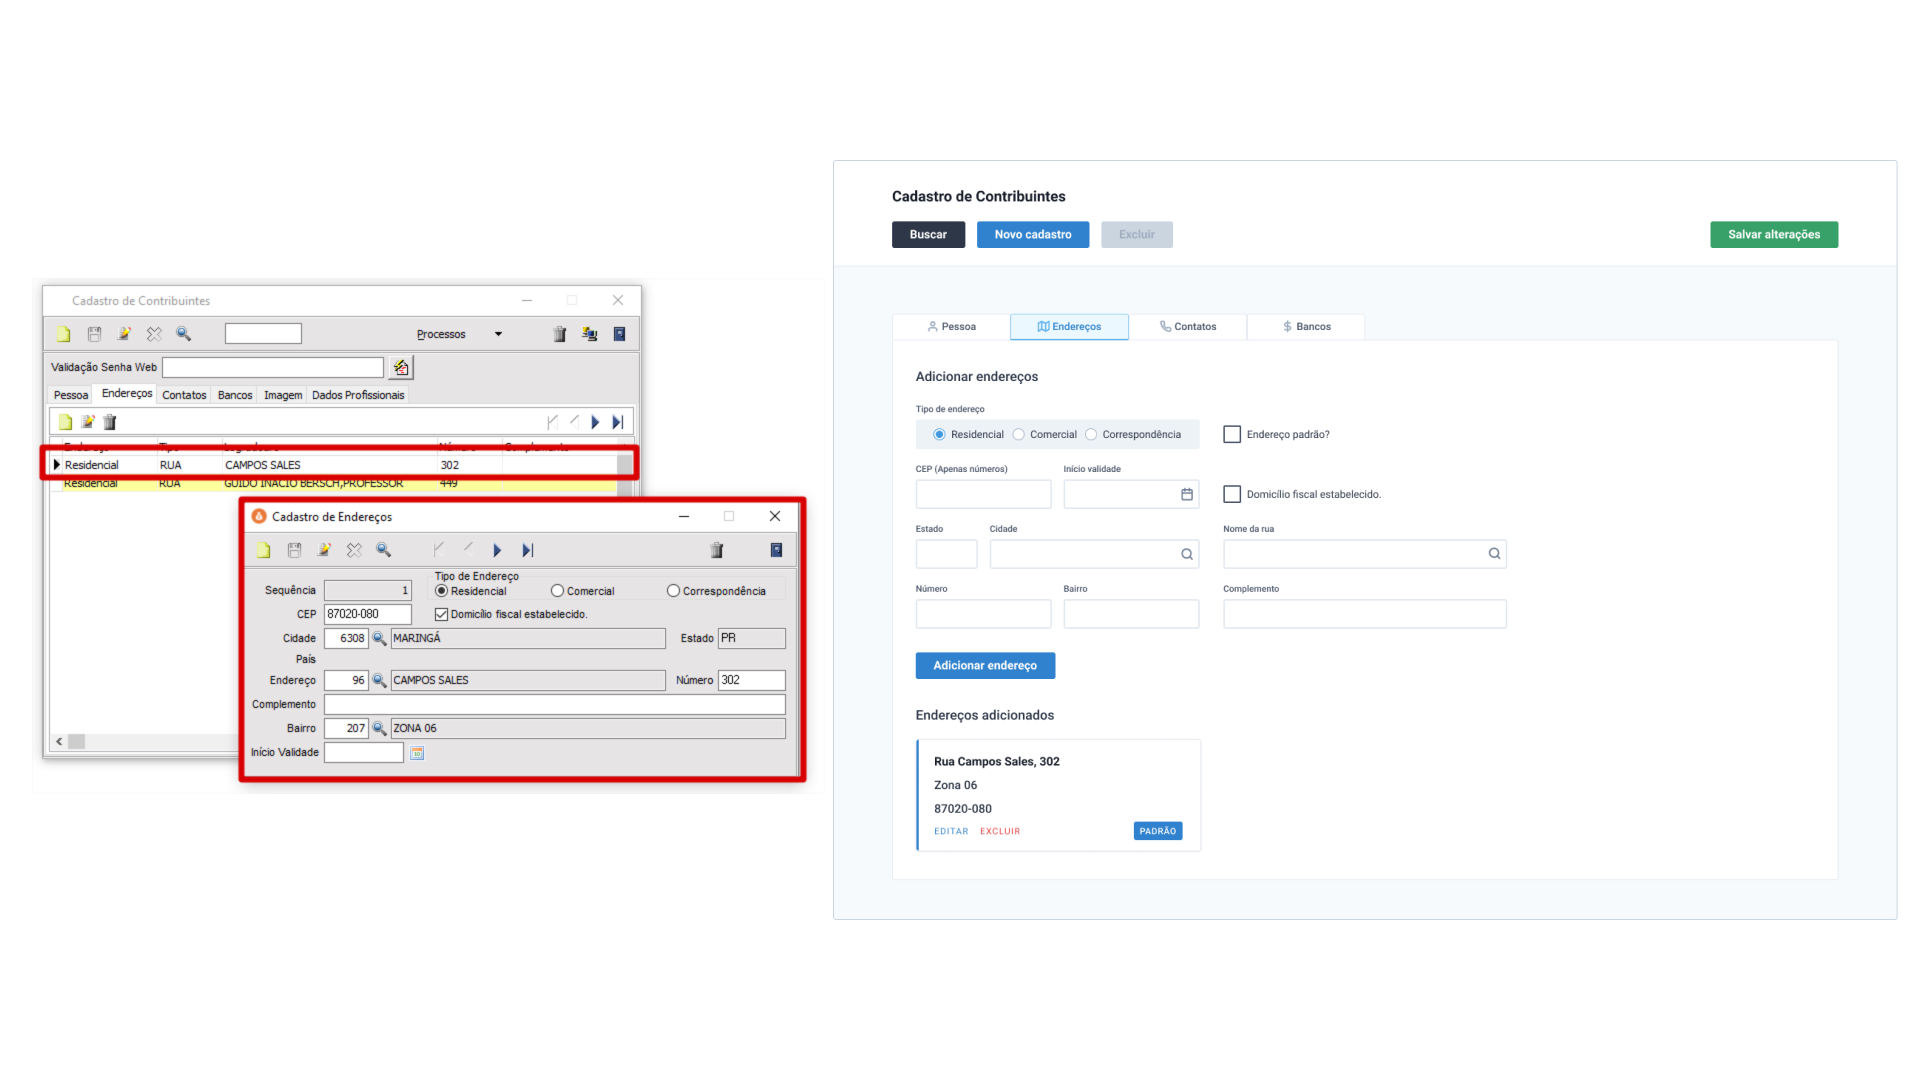 Cadastro de Contribuintes
Processos
Validação Senha Web
Pessoa Endereços Contatos Bancos Imagem Dados Profissionais
Endereço Tipo Logradouro Número Complemento
Residencial RUA CAMPOS SALES 302
Residencial RUA GUIDO INACIO BERSCH,PROFESSOR 449
Cadastro de Endereços
Tipo de Endereço
Sequência 1 Residencial Comercial Correspondência
CEP 87020-080 Domicílio fiscal estabelecido.
Cidade 6308 MARINGÁ Estado PR
País
Endereço 96 CAMPOS SALES Número 302
Complemento
Bairro 207 ZONA 06
Início Validade
Cadastro de Contribuintes
Buscar Novo cadastro Excluir Salvar alterações
Pessoa Endereços Contatos Bancos
Adicionar endereços
Tipo de endereço
Residencial Comercial Correspondência Endereço padrão?
CEP (Apenas números) Início validade
Domicílio fiscal estabelecido.
Estado Cidade Nome da rua
Número Bairro Complemento
Adicionar endereço
Endereços adicionados
Rua Campos Sales, 302
Zona 06
87020-080
EDITAR EXCLUIR PADRÃO